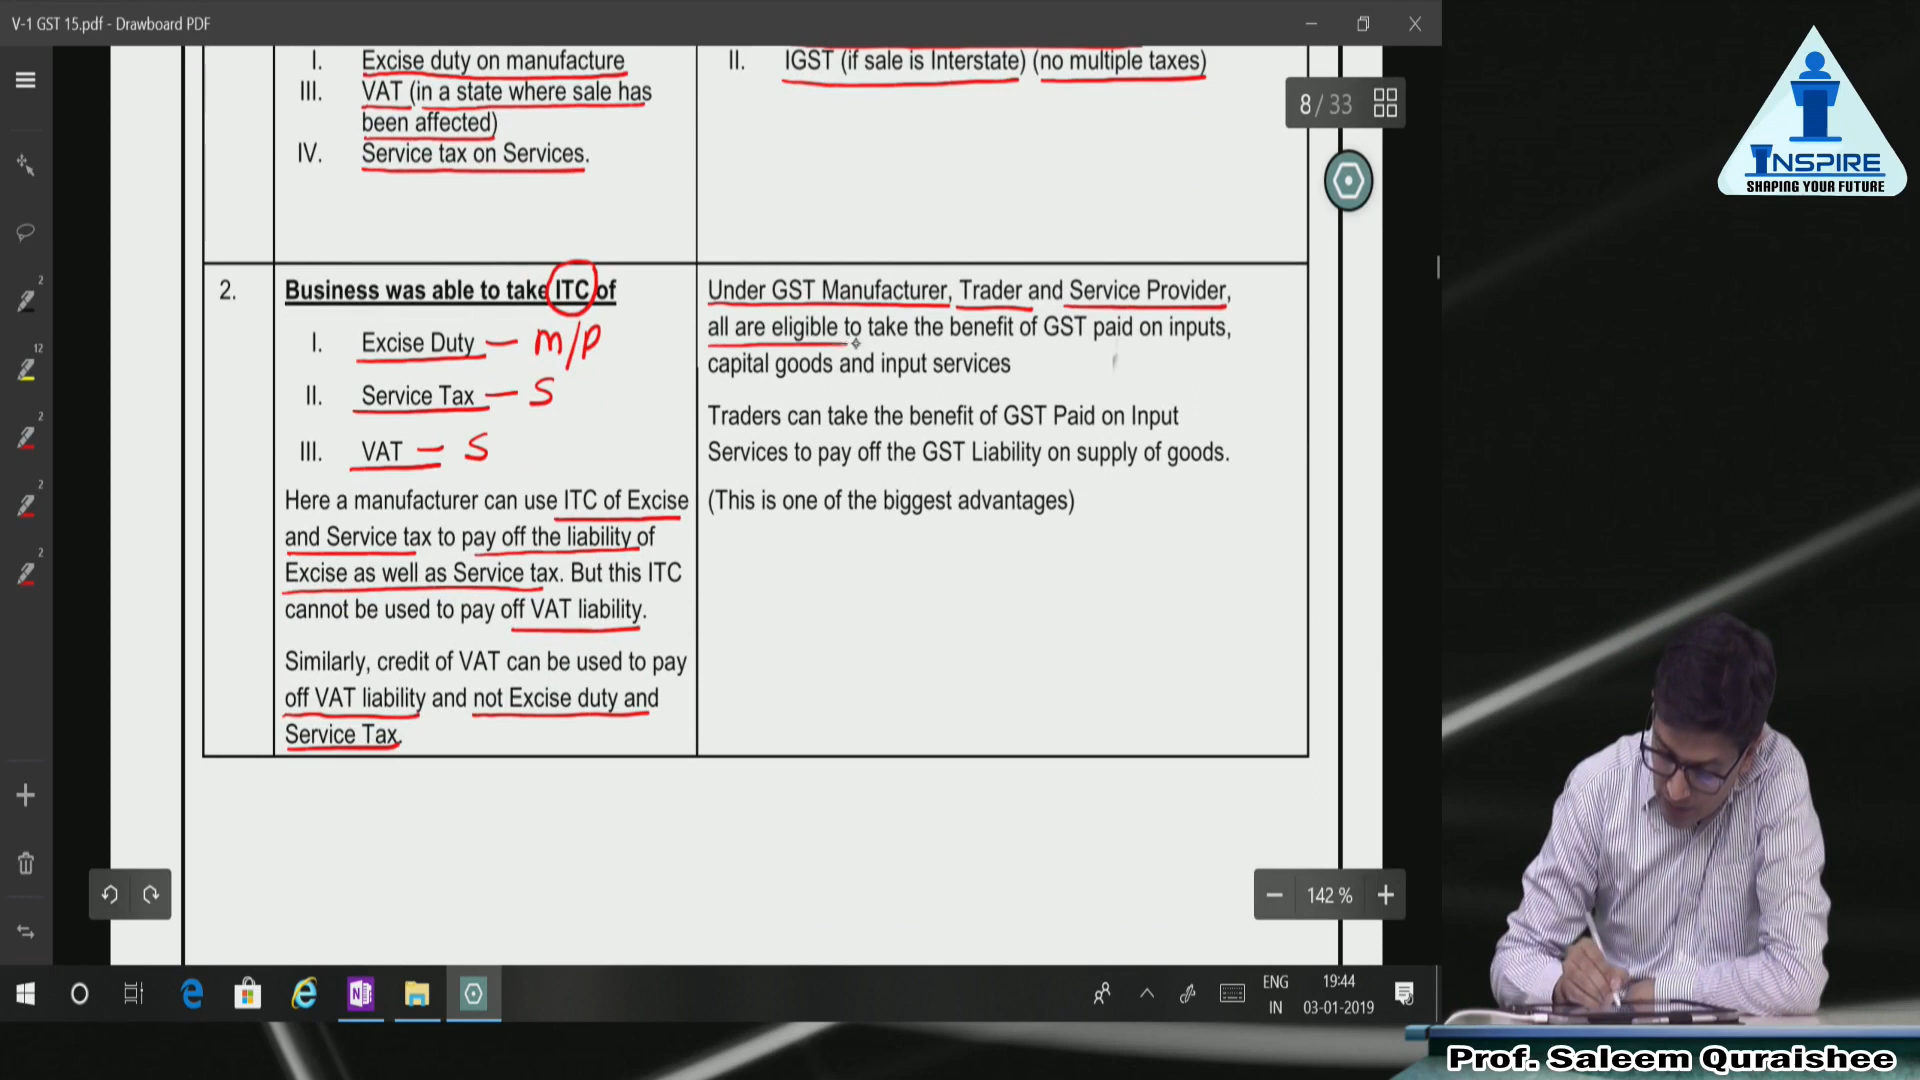 V-1 GST 15.pdf - Drawboard PDF
I. Excise duty on manufacture
III. VAT (in a state where sale has
been affected)
IV. Service tax on Services.
II. IGST (if sale is Interstate) (no multiple taxes)
8 / 33
INSPIRE
SHAPING YOUR FUTURE
2. Business was able to take ITC of
I. Excise Duty — m/p
II. Service Tax — S
III. VAT — S
Here a manufacturer can use ITC of Excise
and Service tax to pay off the liability of
Excise as well as Service tax. But this ITC
cannot be used to pay off VAT liability.
Similarly, credit of VAT can be used to pay
off VAT liability and not Excise duty and
Service Tax.
Under GST Manufacturer, Trader and Service Provider,
all are eligible to take the benefit of GST paid on inputs,
capital goods and input services
Traders can take the benefit of GST Paid on Input
Services to pay off the GST Liability on supply of goods.
(This is one of the biggest advantages)
2
12
2
2
2
142 %
ENG
IN
19:44
03-01-2019
Prof. Saleem Quraishee